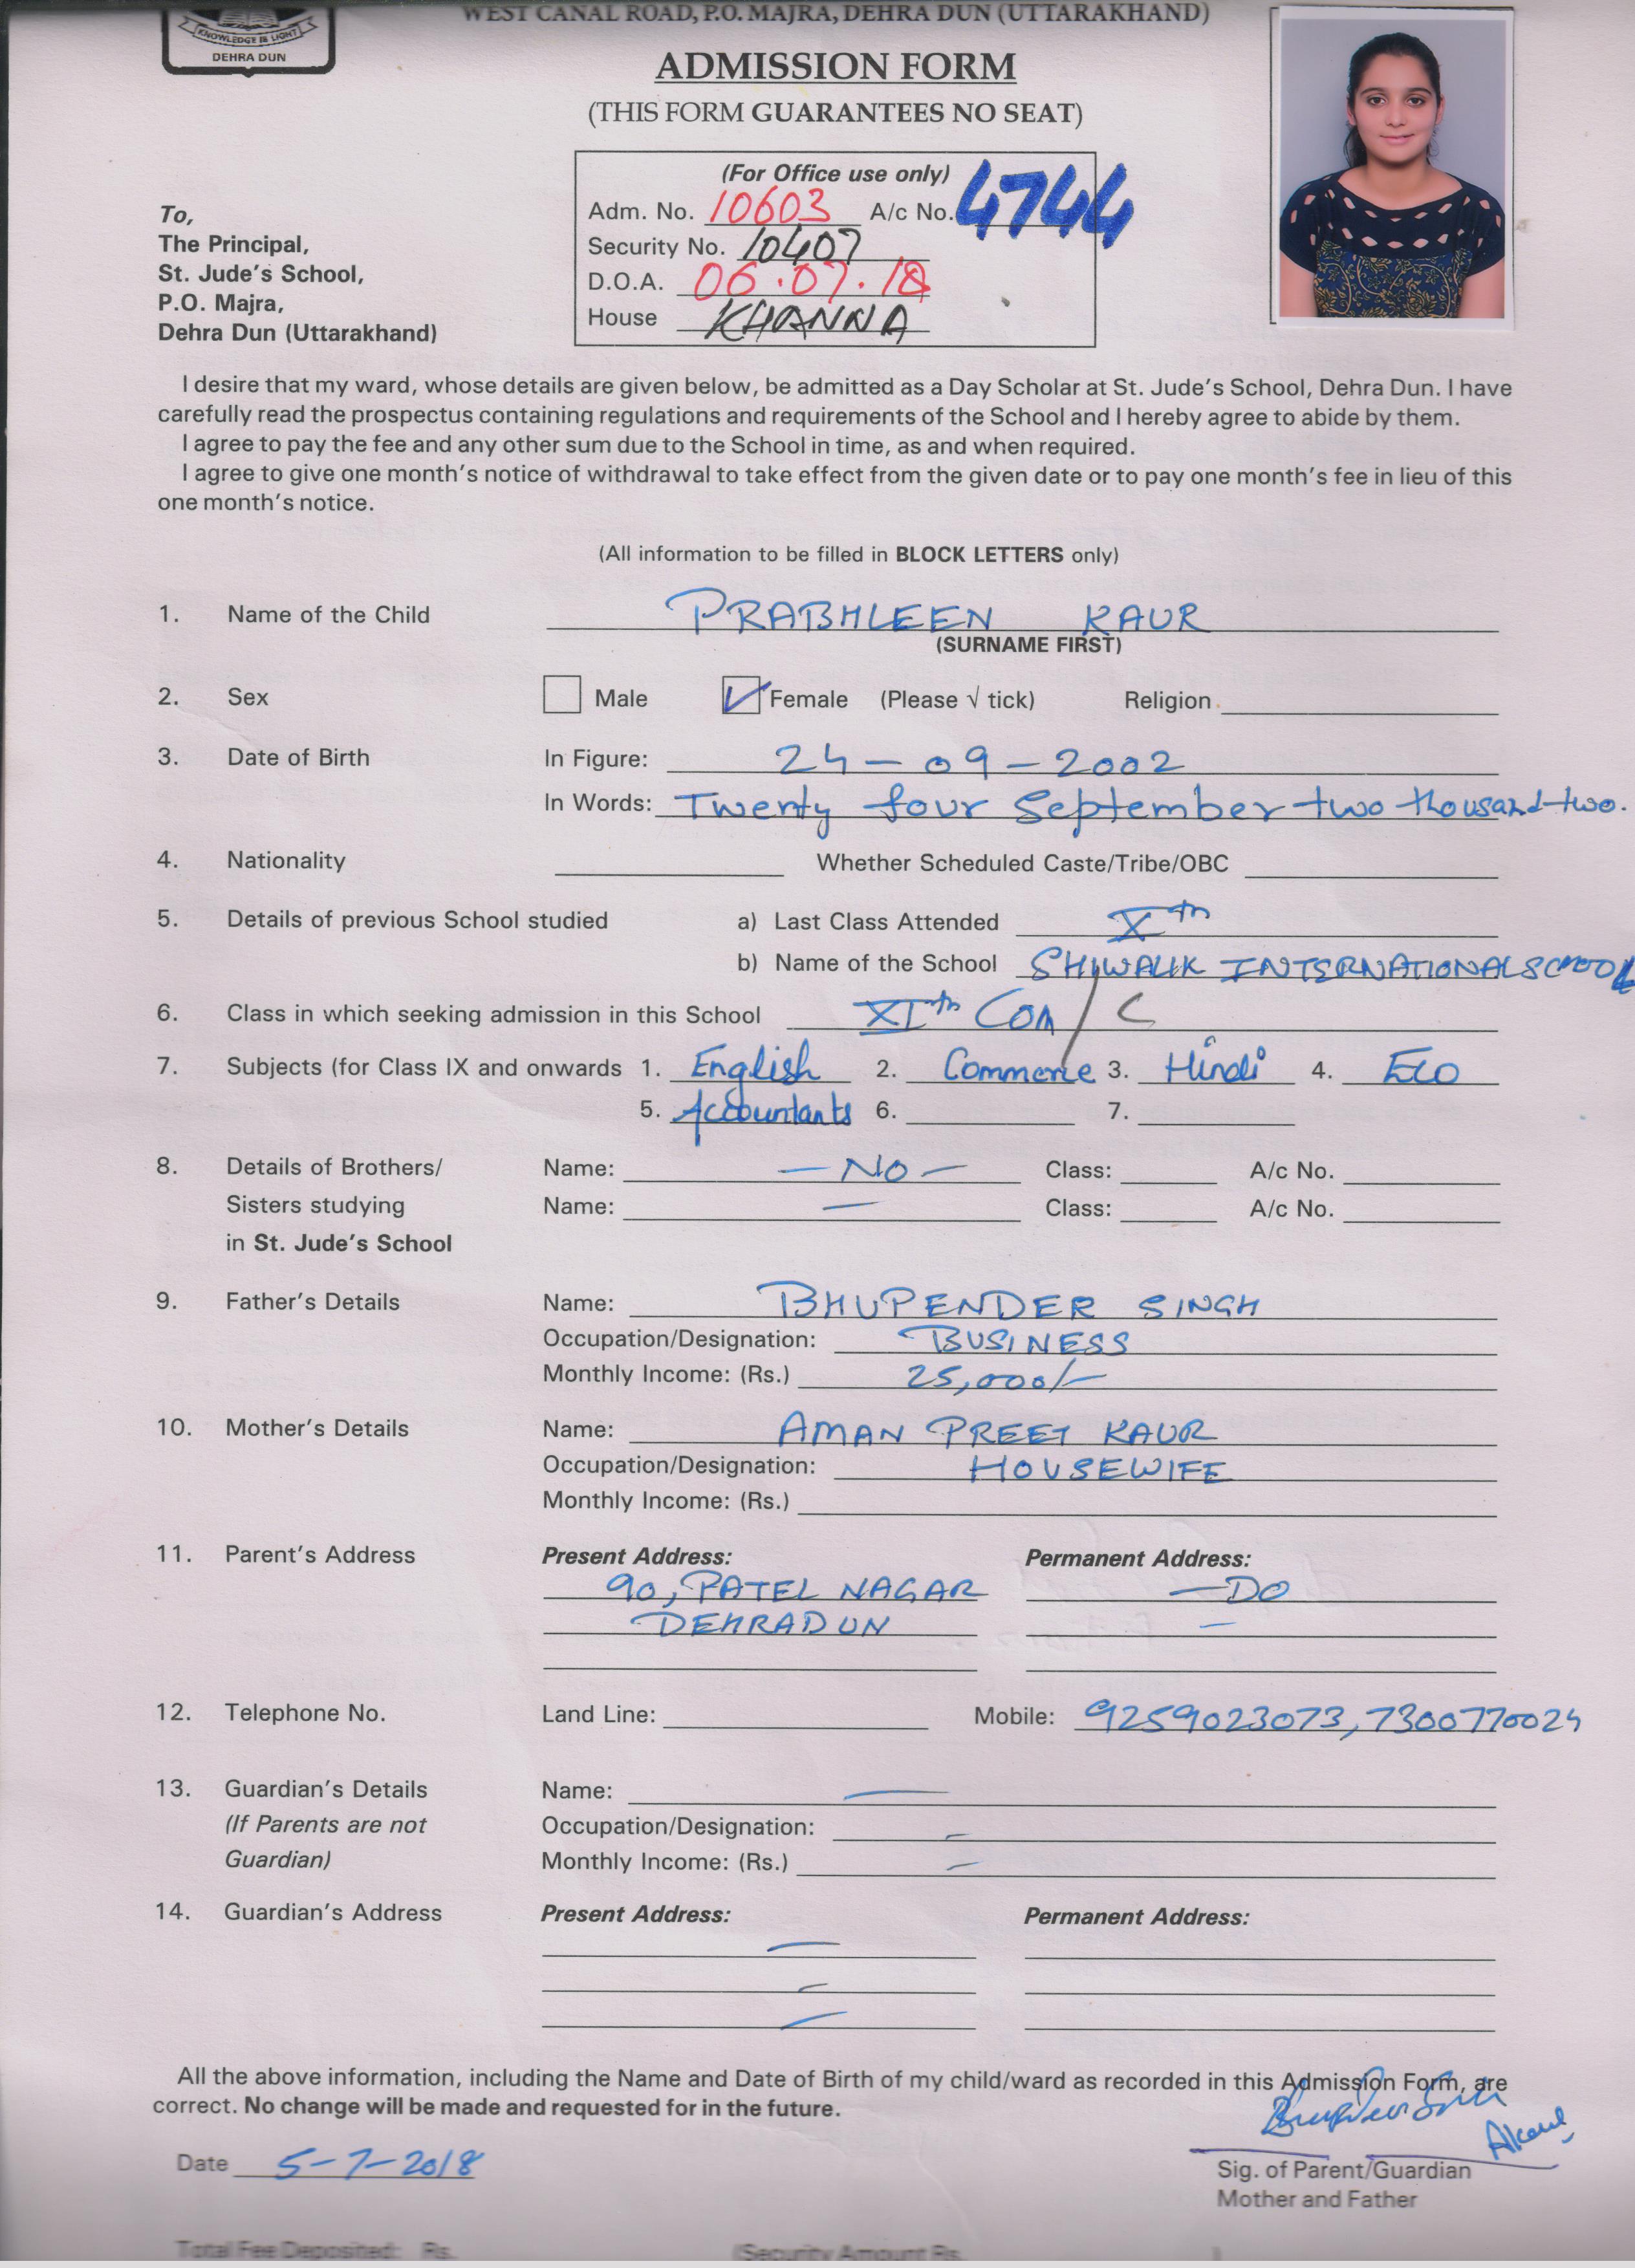 WEST CANAL ROAD, P.O. MAJRA, DEHRA DUN (UTTARAKHAND)
KNOWLEDGE IS LIGHT
DEHRA DUN
ADMISSION FORM
(THIS FORM GUARANTEES NO SEAT)
(For Office use only)
Adm. No. 10603 A/c No. 4744
Security No. 10407
D.O.A. 06.07.18
House KHANNA
To,
The Principal,
St. Jude's School,
P.O. Majra,
Dehra Dun (Uttarakhand)
I desire that my ward, whose details are given below, be admitted as a Day Scholar at St. Jude's School, Dehra Dun. I have
carefully read the prospectus containing regulations and requirements of the School and I hereby agree to abide by them.
I agree to pay the fee and any other sum due to the School in time, as and when required.
I agree to give one month's notice of withdrawal to take effect from the given date or to pay one month's fee in lieu of this
one month's notice.
(All information to be filled in BLOCK LETTERS only)
1. Name of the Child PRABHLEEN KAUR
(SURNAME FIRST)
2. Sex Male Female (Please √ tick) Religion
3. Date of Birth In Figure: 24-09-2002
In Words: Twenty four September two thousand two.
4. Nationality Whether Scheduled Caste/Tribe/OBC
5. Details of previous School studied a) Last Class Attended Xth
b) Name of the School SHIWALIK INTERNATIONAL SCHOOL
6. Class in which seeking admission in this School XIth COM / C
7. Subjects (for Class IX and onwards 1. English 2. Commerce 3. Hindi 4. Eco
5. Accountants 6. 7.
8. Details of Brothers/ Name: — NO — Class: A/c No.
Sisters studying Name: — Class: A/c No.
in St. Jude's School
9. Father's Details Name: BHUPENDER SINGH
Occupation/Designation: BUSINESS
Monthly Income: (Rs.) 25,000/-
10. Mother's Details Name: AMAN PREET KAUR
Occupation/Designation: HOUSEWIFE
Monthly Income: (Rs.)
11. Parent's Address Present Address: Permanent Address:
90, PATEL NAGAR —DO
DEHRADUN —
12. Telephone No. Land Line: Mobile: 9259023073, 7300770024
13. Guardian's Details Name: —
(If Parents are not Occupation/Designation: —
Guardian) Monthly Income: (Rs.) —
14. Guardian's Address Present Address: Permanent Address:
—
—
—
All the above information, including the Name and Date of Birth of my child/ward as recorded in this Admission Form, are
correct. No change will be made and requested for in the future.
Date 5-7-2018
Sig. of Parent/Guardian
Mother and Father
Total Fee Deposited: Rs. (Security Amount Rs.